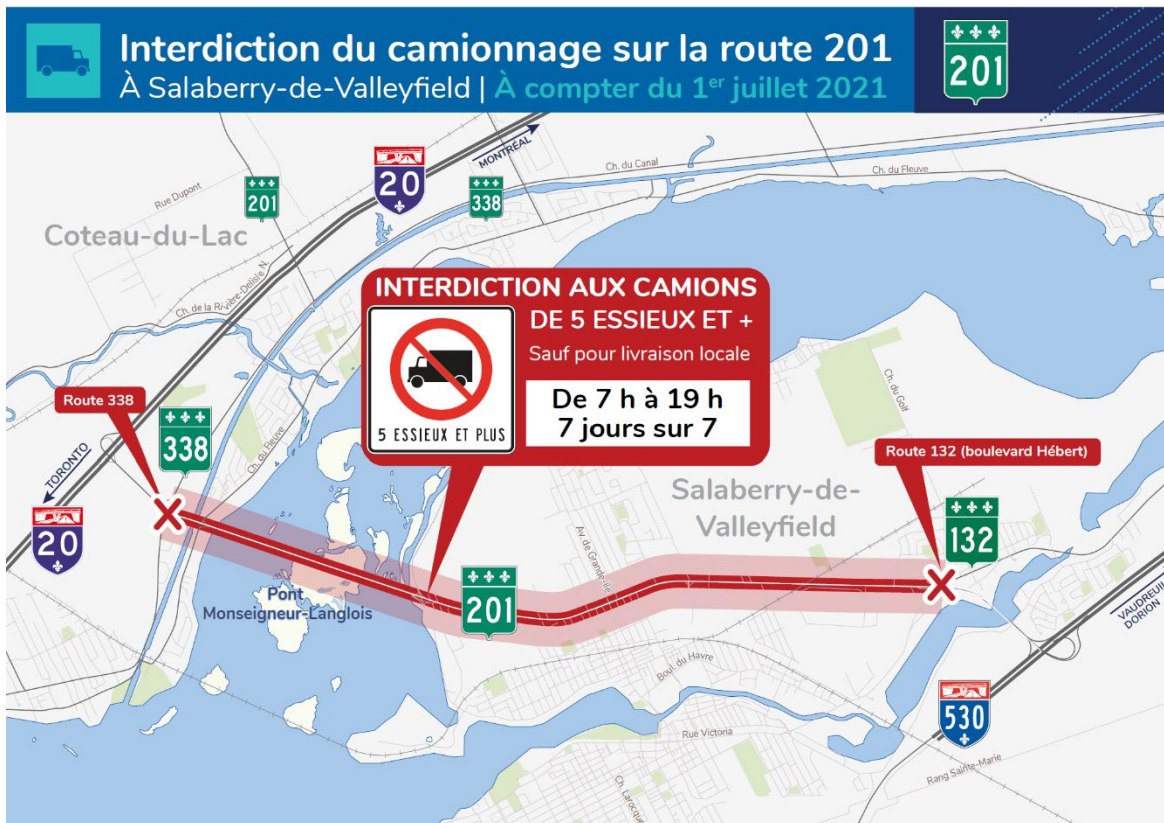 Interdiction du camionnage sur la route 201
À Salaberry-de-Valleyfield | À compter du 1er juillet 2021
201
MONTRÉAL
Ch. du Canal
Ch. du Fleuve
20
338
Rue Dupont
201
Coteau-du-Lac
Ch. de la Rivière-Delisle N.
INTERDICTION AUX CAMIONS
DE 5 ESSIEUX ET +
Sauf pour livraison locale
De 7 h à 19 h
7 jours sur 7
5 ESSIEUX ET PLUS
Ch. du Golf
Route 338
338
Ch. du Fleuve
Route 132 (boulevard Hébert)
TORONTO
20
Salaberry-de-
Valleyfield
132
Av. de Grande-Ile
Pont
Monseigneur-Langlois
201
VAUDREUIL
DORION
Boul. du Havre
530
Rue Victoria
Rang Sainte-Marie
Ch. Larocque